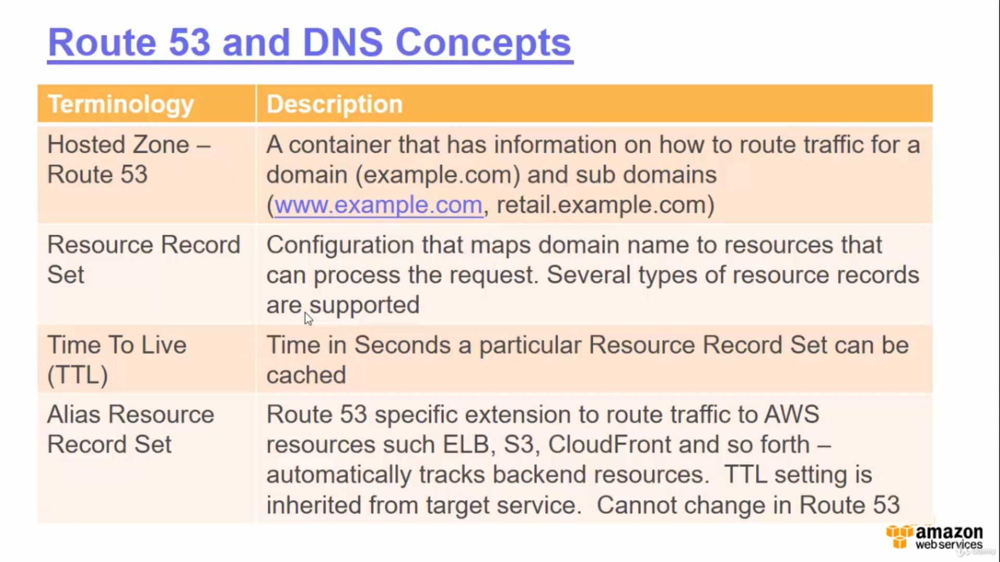 Route 53 and DNS Concepts
Terminology
Description
Hosted Zone –
Route 53
A container that has information on how to route traffic for a
domain (example.com) and sub domains
(www.example.com, retail.example.com)
Resource Record
Set
Configuration that maps domain name to resources that
can process the request. Several types of resource records
are supported
Time To Live
(TTL)
Time in Seconds a particular Resource Record Set can be
cached
Alias Resource
Record Set
Route 53 specific extension to route traffic to AWS
resources such ELB, S3, CloudFront and so forth –
automatically tracks backend resources.  TTL setting is
inherited from target service.  Cannot change in Route 53
amazon
web services
Udemy